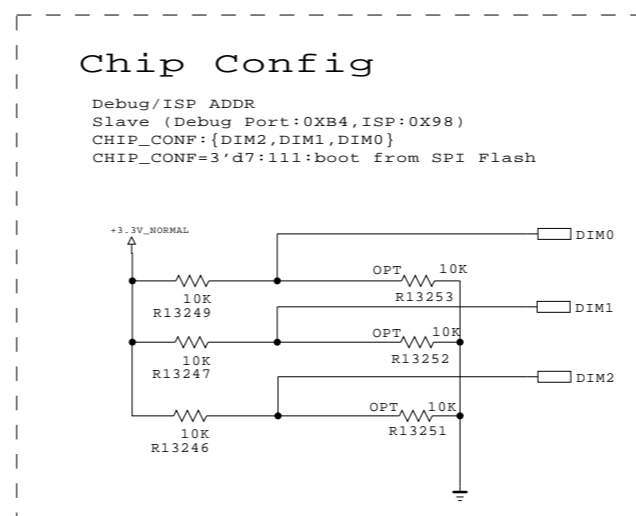 Chip Config
Debug/ISP ADDR
Slave (Debug Port:0XB4,ISP:0X98)
CHIP_CONF:{DIM2,DIM1,DIM0}
CHIP_CONF=3'd7:111:boot from SPI Flash
+3.3V_NORMAL
DIM0
OPT 10K
10K
R13249
R13253
DIM1
OPT 10K
10K
R13247
R13252
DIM2
OPT 10K
10K
R13246
R13251